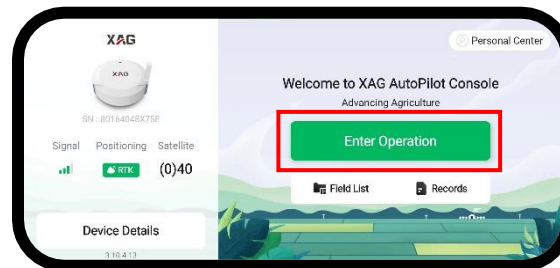 XAG
XAG
SN : 80164048X7SE
Signal Positioning Satellite
RTK (0)40
Device Details
3.10.4.13
Personal Center
Welcome to XAG AutoPilot Console
Advancing Agriculture
Enter Operation
Field List Records